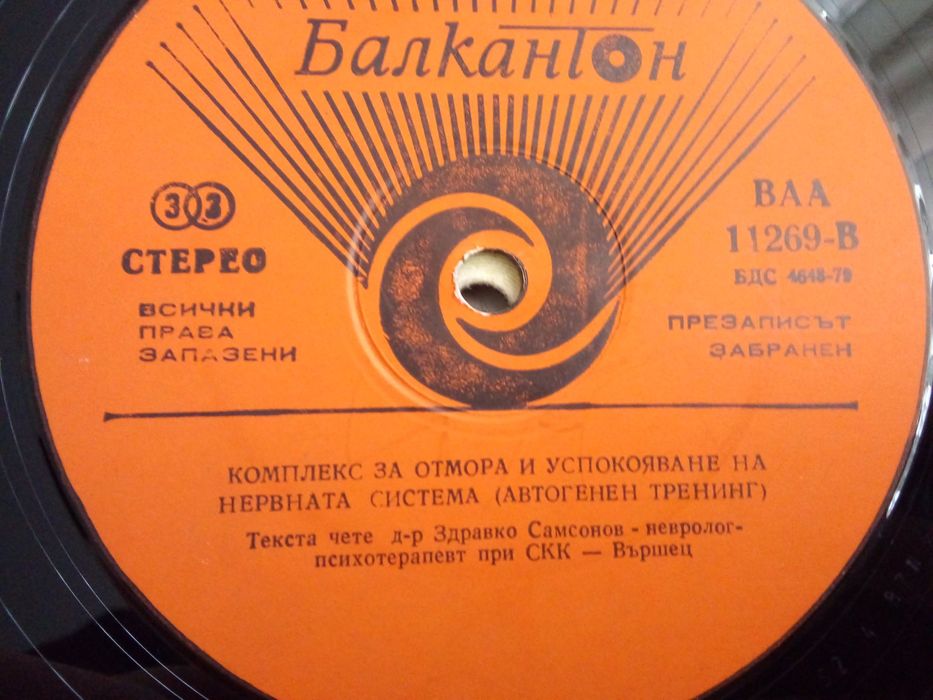 Балкантон
33
СТЕРЕО
ВСИЧКИ
ПРАВА
ЗАПАЗЕНИ
ВАА
11269-В
БДС 4648-79
ПРЕЗАПИСЪТ
ЗАБРАНЕН
КОМПЛЕКС ЗА ОТМОРА И УСПОКОЯВАНЕ НА
НЕРВНАТА СИСТЕМА (АВТОГЕНЕН ТРЕНИНГ)
Текста чете д-р Здравко Самсонов - невролог-
психотерапевт при СКК — Вършец